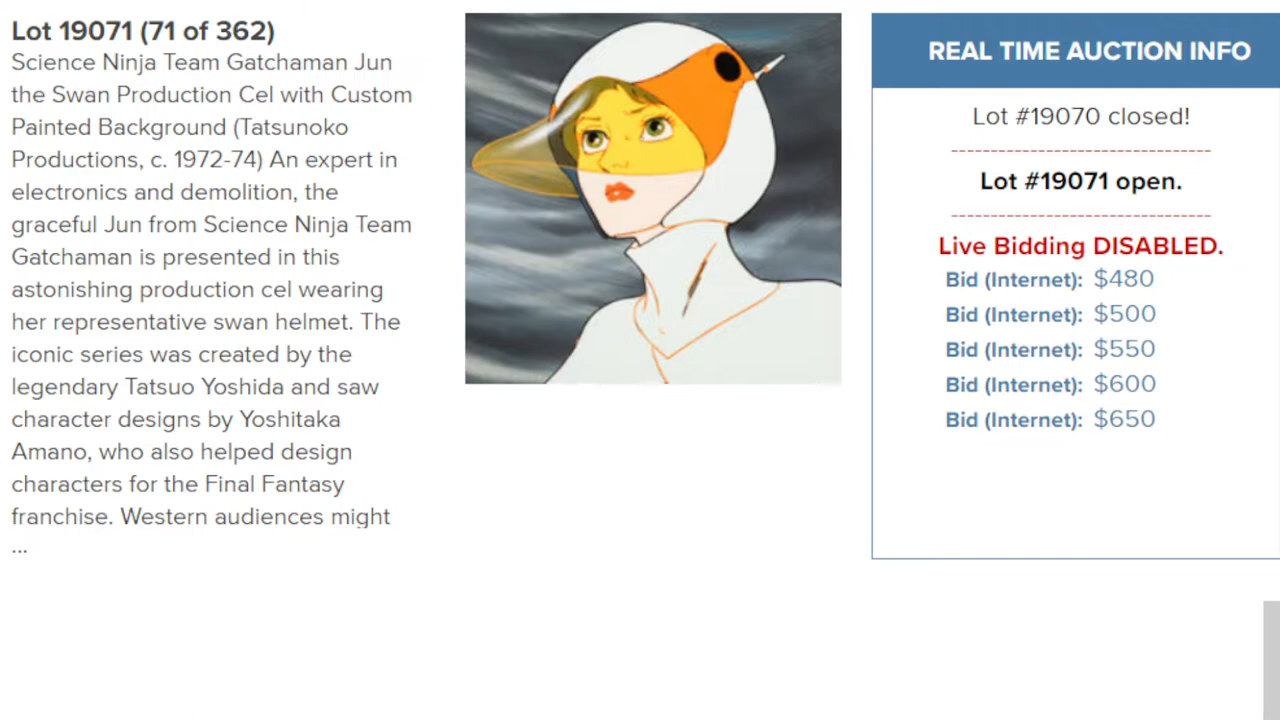 Lot 19071 (71 of 362)
Science Ninja Team Gatchaman Jun
the Swan Production Cel with Custom
Painted Background (Tatsunoko
Productions, c. 1972-74) An expert in
electronics and demolition, the
graceful Jun from Science Ninja Team
Gatchaman is presented in this
astonishing production cel wearing
her representative swan helmet. The
iconic series was created by the
legendary Tatsuo Yoshida and saw
character designs by Yoshitaka
Amano, who also helped design
characters for the Final Fantasy
franchise. Western audiences might
...
REAL TIME AUCTION INFO
Lot #19070 closed!
--------------------------------
Lot #19071 open.
--------------------------------
Live Bidding DISABLED.
Bid (Internet): $480
Bid (Internet): $500
Bid (Internet): $550
Bid (Internet): $600
Bid (Internet): $650